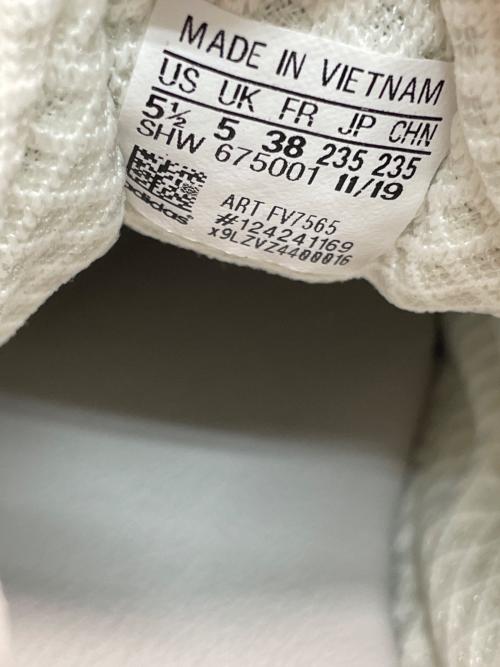 MADE IN VIETNAM
US UK FR JP CHN
5½ 5 38 235 235
SHW 675001 11/19
adidas
ART FV7565
#124241169
x9LZVZ4400016